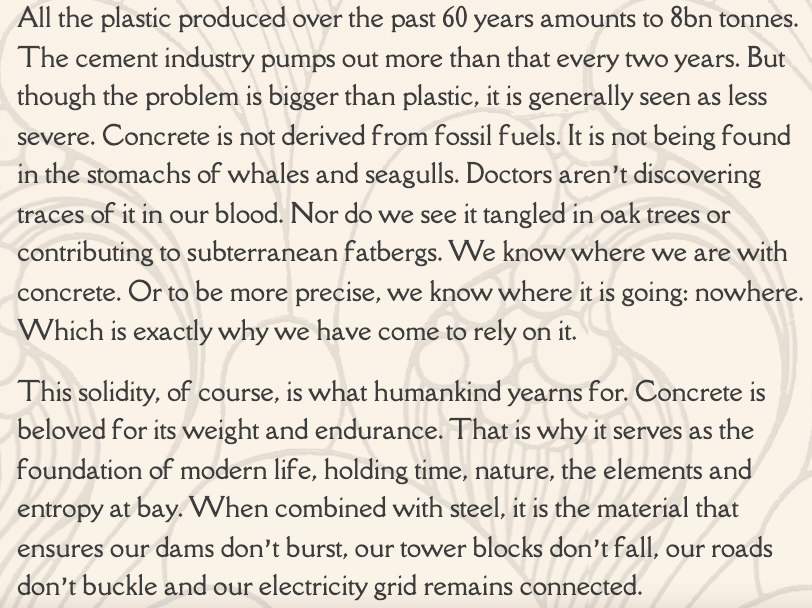 All the plastic produced over the past 60 years amounts to 8bn tonnes.
The cement industry pumps out more than that every two years. But
though the problem is bigger than plastic, it is generally seen as less
severe. Concrete is not derived from fossil fuels. It is not being found
in the stomachs of whales and seagulls. Doctors aren’t discovering
traces of it in our blood. Nor do we see it tangled in oak trees or
contributing to subterranean fatbergs. We know where we are with
concrete. Or to be more precise, we know where it is going: nowhere.
Which is exactly why we have come to rely on it.
This solidity, of course, is what humankind yearns for. Concrete is
beloved for its weight and endurance. That is why it serves as the
foundation of modern life, holding time, nature, the elements and
entropy at bay. When combined with steel, it is the material that
ensures our dams don’t burst, our tower blocks don’t fall, our roads
don’t buckle and our electricity grid remains connected.